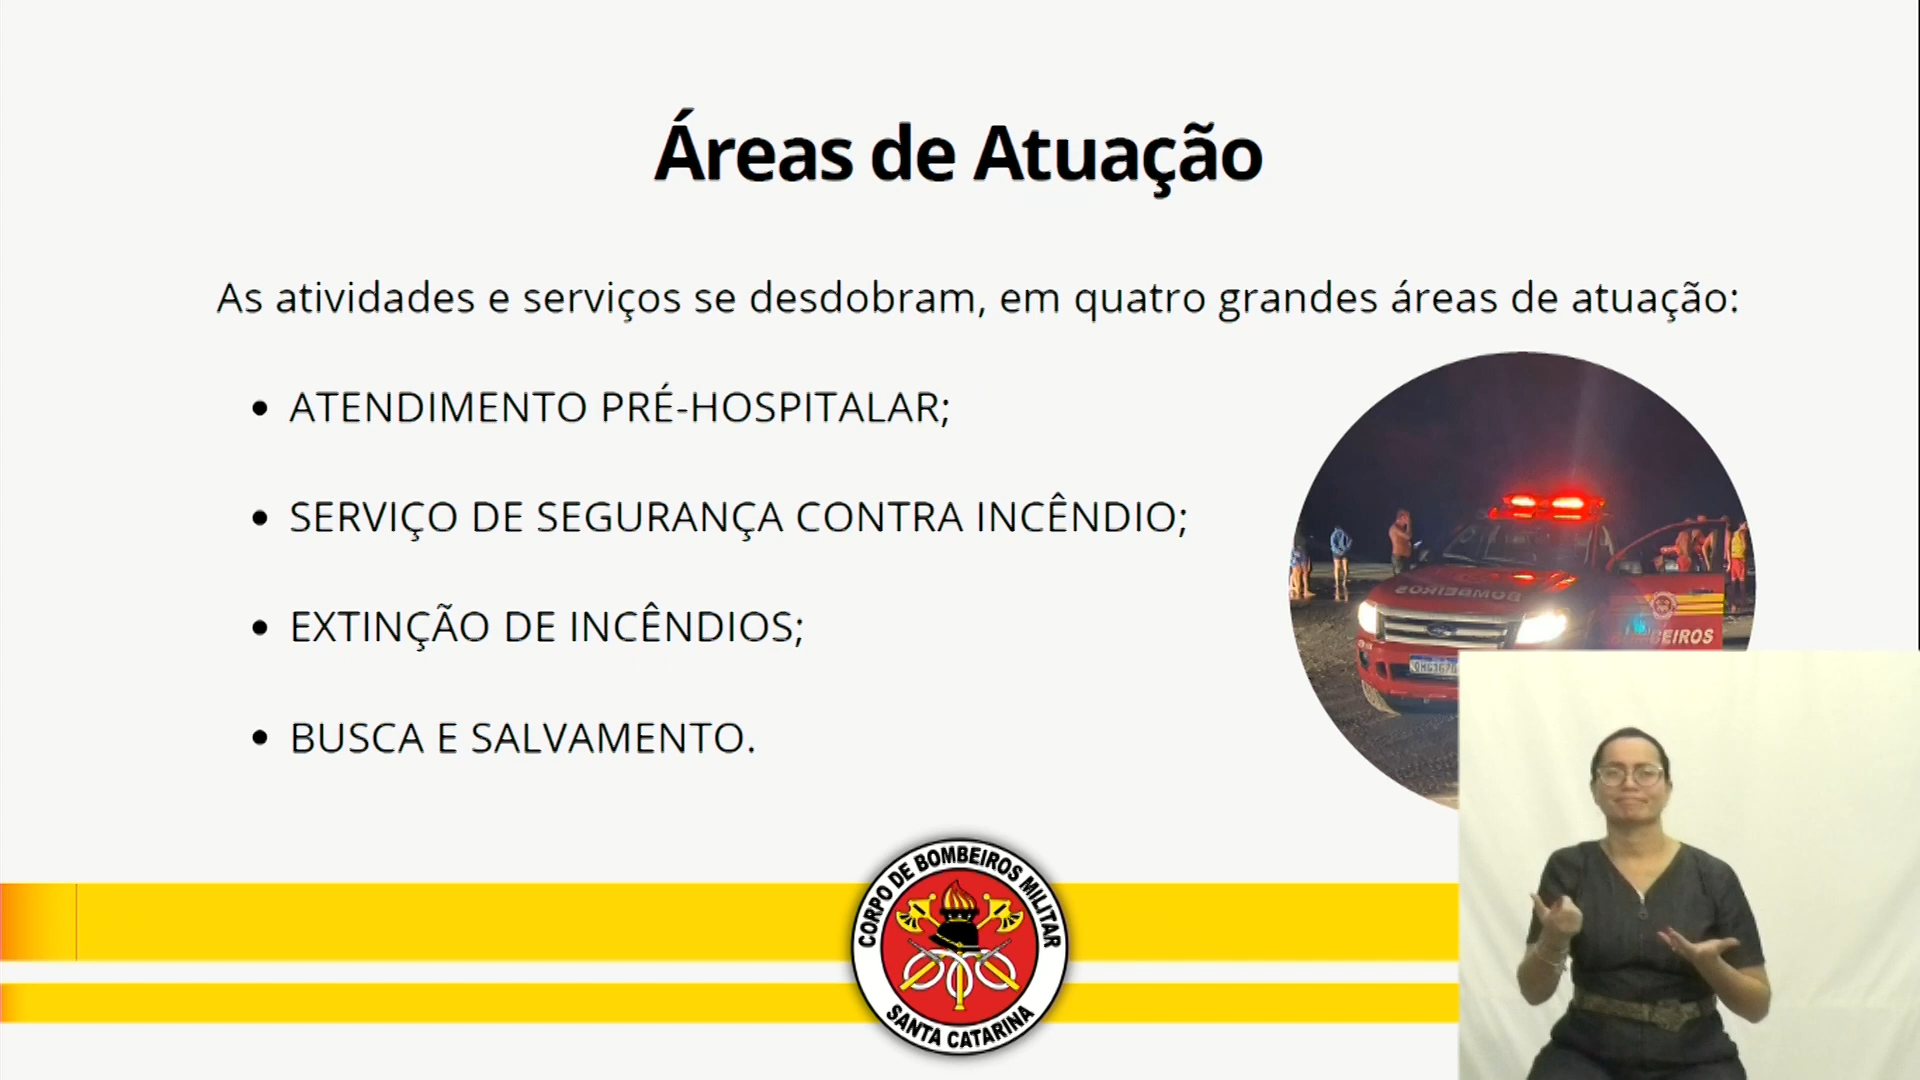 Áreas de Atuação
As atividades e serviços se desdobram, em quatro grandes áreas de atuação:
• ATENDIMENTO PRÉ-HOSPITALAR;
• SERVIÇO DE SEGURANÇA CONTRA INCÊNDIO;
• EXTINÇÃO DE INCÊNDIOS;
• BUSCA E SALVAMENTO.
BOMBEIROS
CORPO DE BOMBEIROS MILITAR
SANTA CATARINA